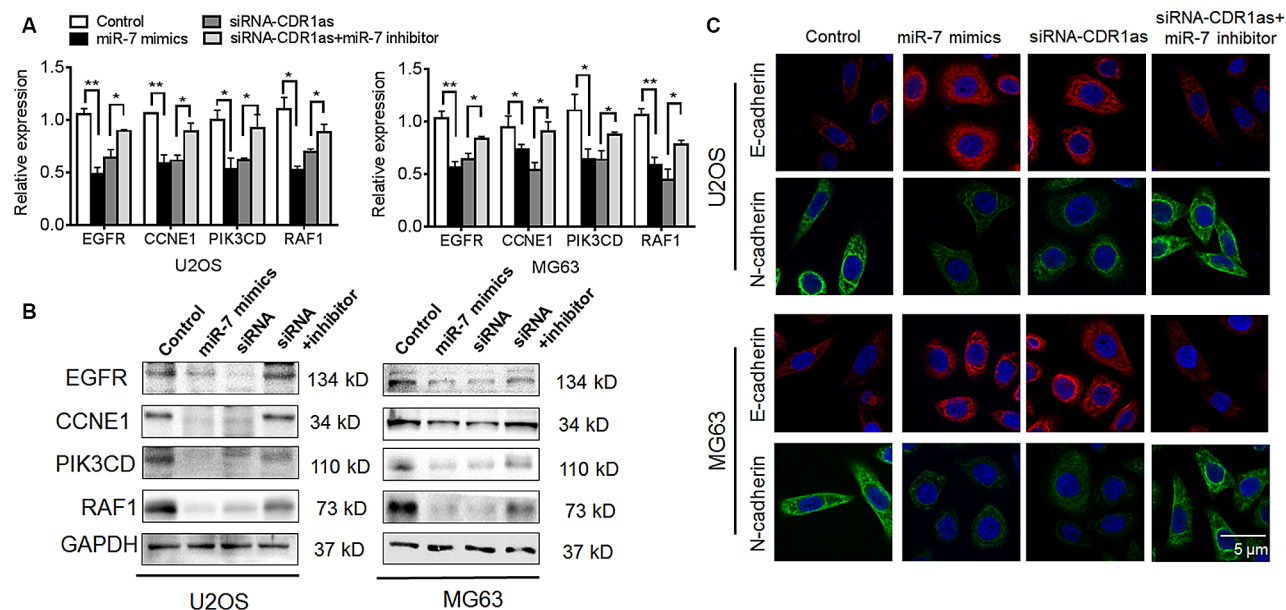 A
Control
siRNA-CDR1as
miR-7 mimics
siRNA-CDR1as+miR-7 inhibitor
Relative expression
1.5
1.0
0.5
0.0
** * ** * * * * *
EGFR CCNE1 PIK3CD RAF1
U2OS
Relative expression
1.5
1.0
0.5
0.0
** * * * * * ** *
EGFR CCNE1 PIK3CD RAF1
MG63
B
Control miR-7 mimics siRNA siRNA +inhibitor
Control miR-7 mimics siRNA siRNA +inhibitor
EGFR 134 kD 134 kD
CCNE1 34 kD 34 kD
PIK3CD 110 kD 110 kD
RAF1 73 kD 73 kD
GAPDH 37 kD 37 kD
U2OS MG63
C
Control miR-7 mimics siRNA-CDR1as siRNA-CDR1as+
miR-7 inhibitor
U2OS
E-cadherin
N-cadherin
MG63
E-cadherin
N-cadherin
5 µm